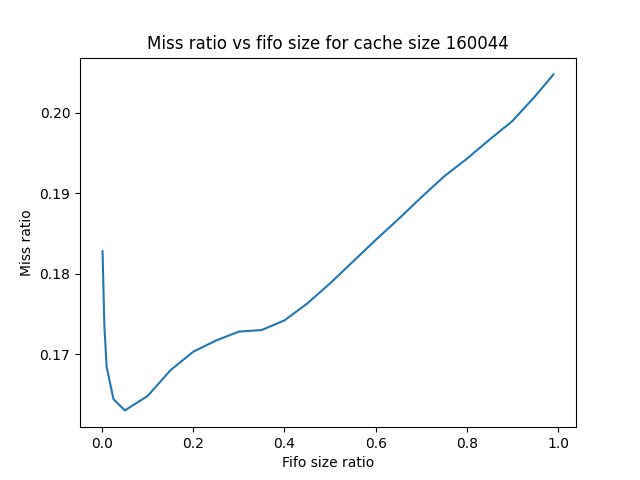 Miss ratio vs fifo size for cache size 160044
0.20
0.19
0.18
0.17
Miss ratio
0.0 0.2 0.4 0.6 0.8 1.0
Fifo size ratio